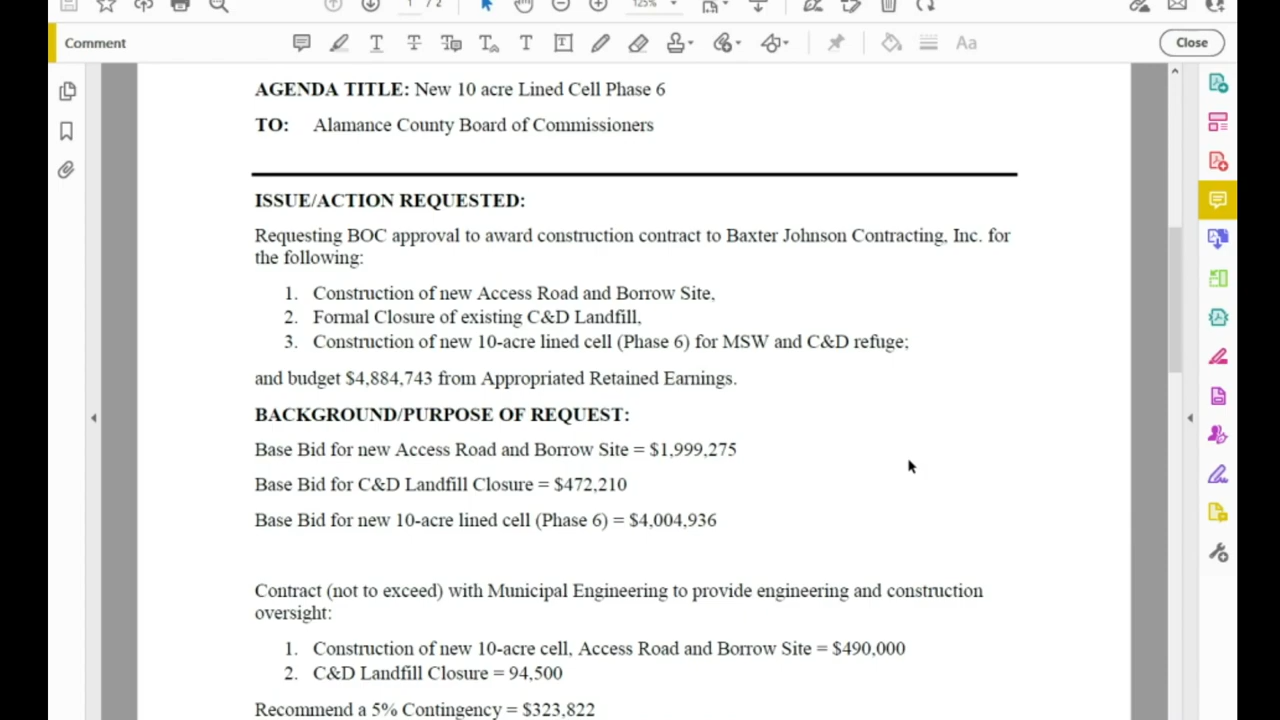 1 / 2
125%
Comment
Aa
Close
AGENDA TITLE: New 10 acre Lined Cell Phase 6
TO: Alamance County Board of Commissioners
ISSUE/ACTION REQUESTED:
Requesting BOC approval to award construction contract to Baxter Johnson Contracting, Inc. for
the following:
1. Construction of new Access Road and Borrow Site,
2. Formal Closure of existing C&D Landfill,
3. Construction of new 10-acre lined cell (Phase 6) for MSW and C&D refuge;
and budget $4,884,743 from Appropriated Retained Earnings.
BACKGROUND/PURPOSE OF REQUEST:
Base Bid for new Access Road and Borrow Site = $1,999,275
Base Bid for C&D Landfill Closure = $472,210
Base Bid for new 10-acre lined cell (Phase 6) = $4,004,936
Contract (not to exceed) with Municipal Engineering to provide engineering and construction
oversight:
1. Construction of new 10-acre cell, Access Road and Borrow Site = $490,000
2. C&D Landfill Closure = 94,500
Recommend a 5% Contingency = $323,822